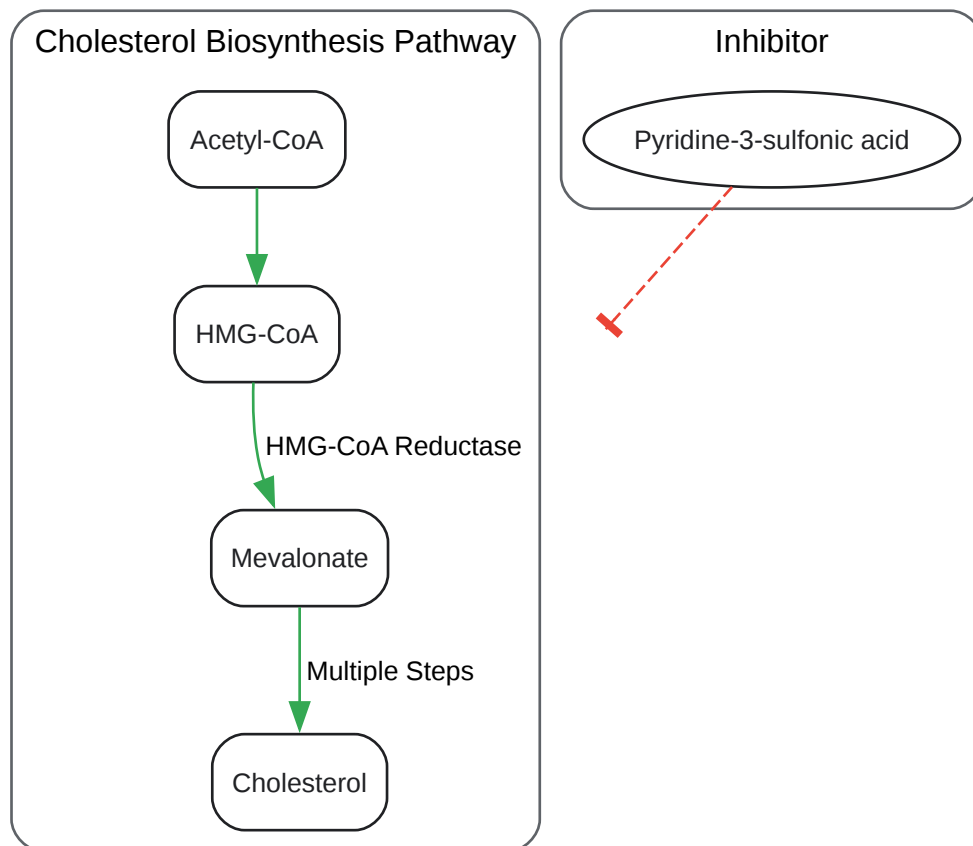 Cholesterol Biosynthesis Pathway
Acetyl-CoA
HMG-CoA
HMG-CoA Reductase
Mevalonate
Multiple Steps
Cholesterol
Inhibitor
Pyridine-3-sulfonic acid